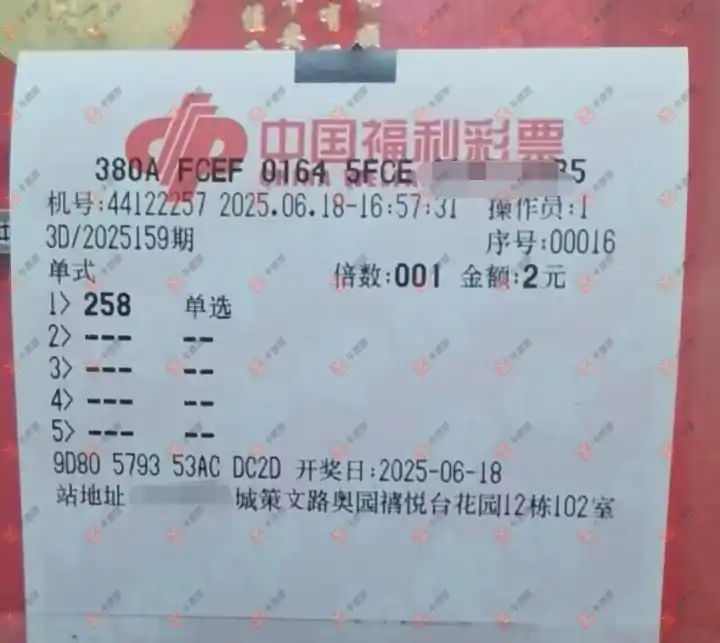 中国福利彩票
CHINA WELFARE
380A FCEF 0164 5FCE B5
机号:44122257 2025.06.18-16:57:31 操作员:1
3D/2025159期 序号:00016
单式 倍数:001 金额:2元
1> 258 单选
2> --- --
3> --- --
4> --- --
5> --- --
9D80 5793 53AC DC2D 开奖日:2025-06-18
站地址 城策文路奥园禧悦台花园12栋102室